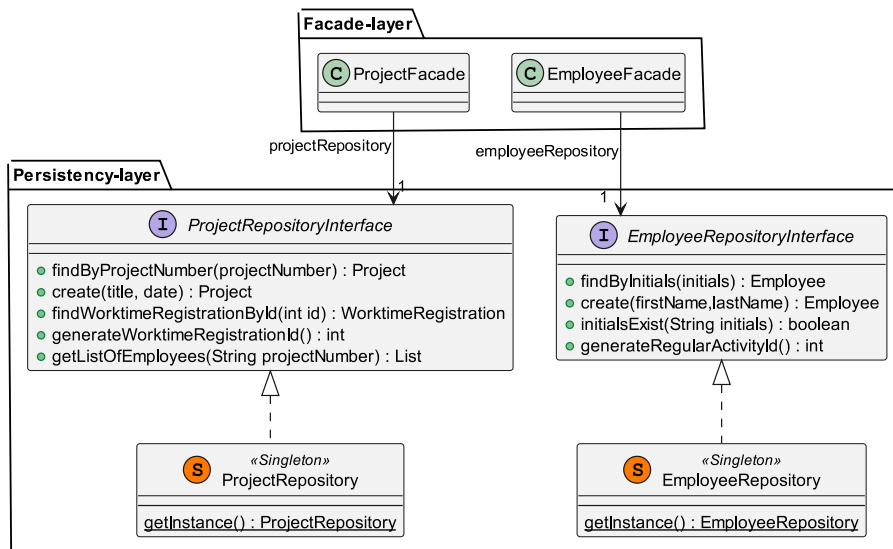 Facade-layer
C ProjectFacade
C EmployeeFacade
projectRepository
employeeRepository
1
1
Persistency-layer
I ProjectRepositoryInterface
findByProjectNumber(projectNumber) : Project
create(title, date) : Project
findWorktimeRegistrationById(int id) : WorktimeRegistration
generateWorktimeRegistrationId() : int
getListOfEmployees(String projectNumber) : List
I EmployeeRepositoryInterface
findByInitials(initials) : Employee
create(firstName,lastName) : Employee
initialsExist(String initials) : boolean
generateRegularActivityId() : int
S «Singleton»
ProjectRepository
getInstance() : ProjectRepository
S «Singleton»
EmployeeRepository
getInstance() : EmployeeRepository